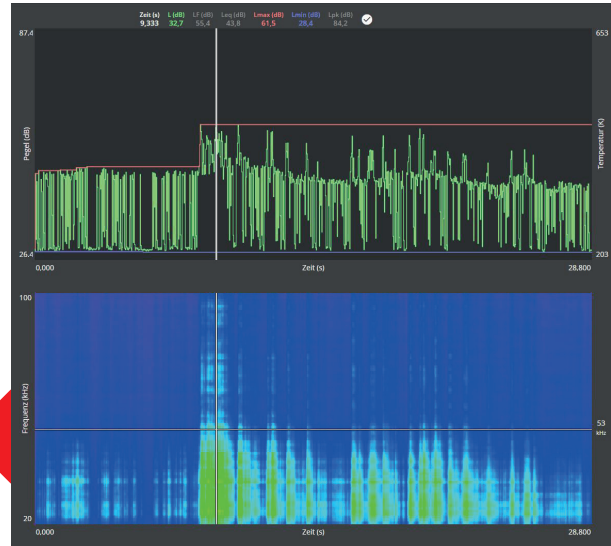 Zeit (s) L (dB) LF (dB) Leq (dB) Lmax (dB) Lmin (dB) Lpk (dB)
9,333 32,7 55,4 43,8 61,5 28,4 84,2
87.4
653
Pegel (dB)
Temperatur (K)
26,4
203
0,000
Zeit (s)
28.800
100
Frequenz (kHz)
53
kHz
20
0,000
Zeit (s)
28.800